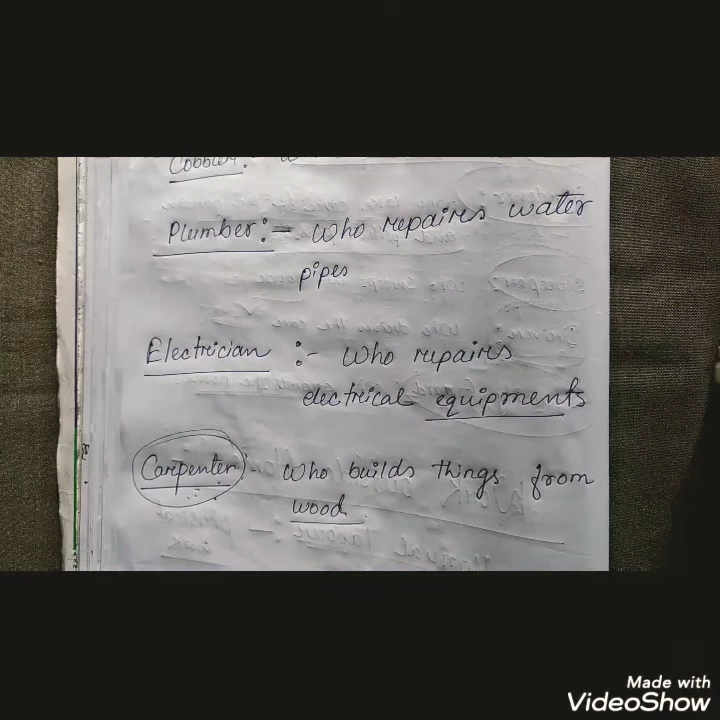 Cobbler:
Plumber:- Who repairs water
pipes
Electrician :- Who repairs
electrical equipments
Carpenter: Who builds things from
wood
Made with
VideoShow